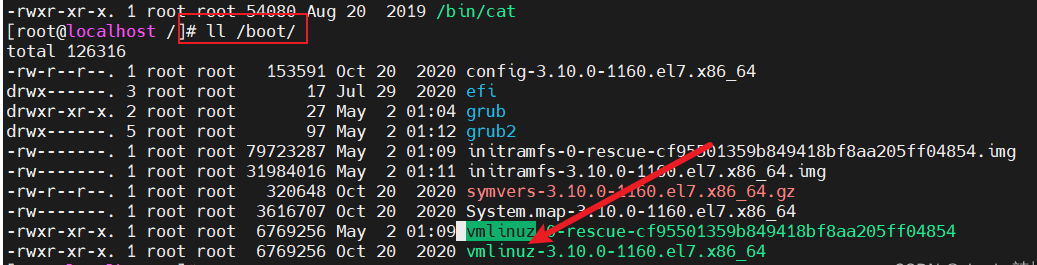 -rwxr-xr-x. 1 root root 54080 Aug 20  2019 /bin/cat
[root@localhost /]# ll /boot/
total 126316
-rw-r--r--. 1 root root   153591 Oct 20  2020 config-3.10.0-1160.el7.x86_64
drwx------. 3 root root       17 Jul 29  2020 efi
drwxr-xr-x. 2 root root       27 May  2 01:04 grub
drwx------. 5 root root       97 May  2 01:12 grub2
-rw-------. 1 root root 79723287 May  2 01:09 initramfs-0-rescue-cf95501359b849418bf8aa205ff04854.img
-rw-------. 1 root root 31984016 May  2 01:11 initramfs-3.10.0-1160.el7.x86_64.img
-rw-r--r--. 1 root root   320648 Oct 20  2020 symvers-3.10.0-1160.el7.x86_64.gz
-rw-------. 1 root root  3616707 Oct 20  2020 System.map-3.10.0-1160.el7.x86_64
-rwxr-xr-x. 1 root root  6769256 May  2 01:09 vmlinuz-0-rescue-cf95501359b849418bf8aa205ff04854
-rwxr-xr-x. 1 root root  6769256 Oct 20  2020 vmlinuz-3.10.0-1160.el7.x86_64